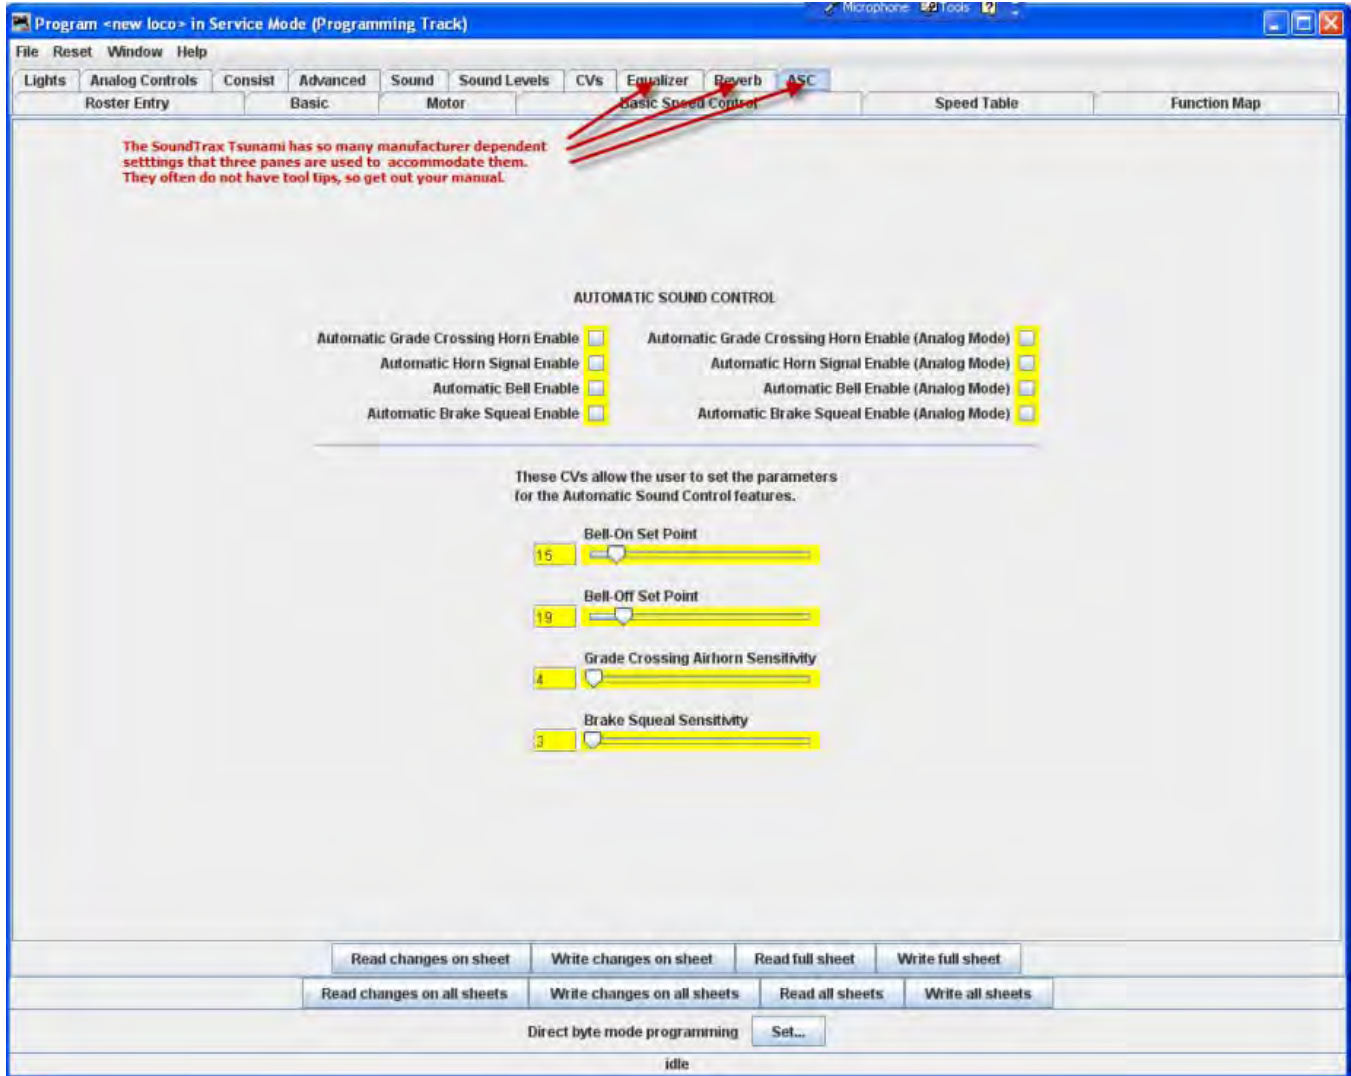 Microphone Tools
Program <new loco> in Service Mode (Programming Track)
File Reset Window Help
Lights Analog Controls Consist Advanced Sound Sound Levels CVs Equalizer Reverb ASC
Roster Entry Basic Motor Basic Speed Control Speed Table Function Map
The SoundTrax Tsunami has so many manufacturer dependent
setttings that three panes are used to accommodate them.
They often do not have tool tips, so get out your manual.
AUTOMATIC SOUND CONTROL
Automatic Grade Crossing Horn Enable Automatic Grade Crossing Horn Enable (Analog Mode)
Automatic Horn Signal Enable Automatic Horn Signal Enable (Analog Mode)
Automatic Bell Enable Automatic Bell Enable (Analog Mode)
Automatic Brake Squeal Enable Automatic Brake Squeal Enable (Analog Mode)
These CVs allow the user to set the parameters
for the Automatic Sound Control features.
Bell-On Set Point
15
Bell-Off Set Point
19
Grade Crossing Airhorn Sensitivity
4
Brake Squeal Sensitivity
3
Read changes on sheet Write changes on sheet Read full sheet Write full sheet
Read changes on all sheets Write changes on all sheets Read all sheets Write all sheets
Direct byte mode programming Set...
idle